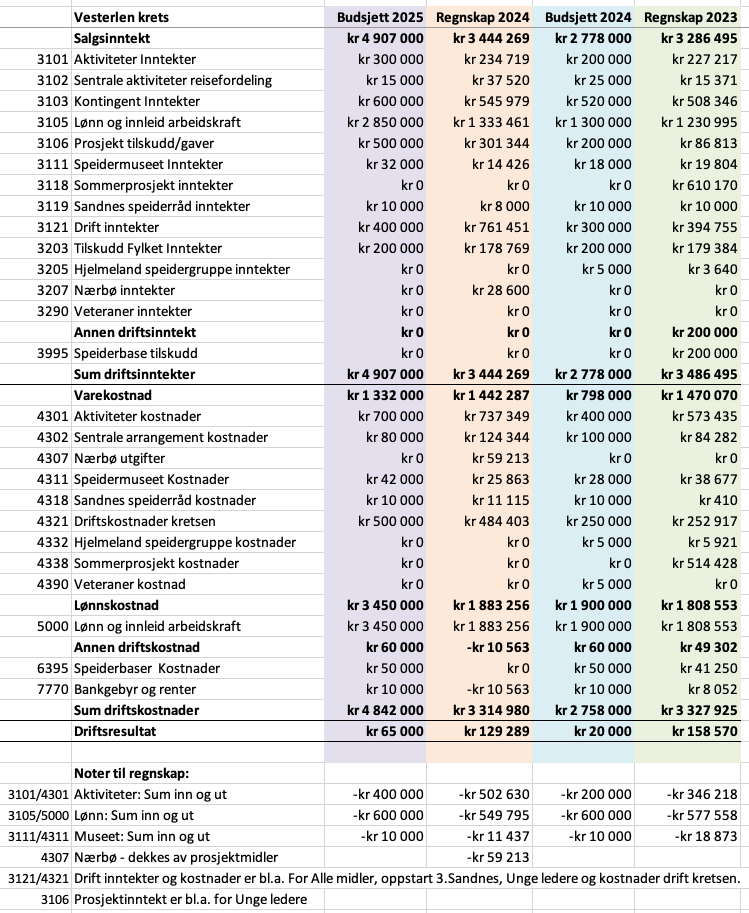 Vesterlen krets Budsjett 2025 Regnskap 2024 Budsjett 2024 Regnskap 2023
Salgsinntekt kr 4 907 000 kr 3 444 269 kr 2 778 000 kr 3 286 495
3101 Aktiviteter Inntekter kr 300 000 kr 234 719 kr 200 000 kr 227 217
3102 Sentrale aktiviteter reisefordeling kr 15 000 kr 37 520 kr 25 000 kr 15 371
3103 Kontingent Inntekter kr 600 000 kr 545 979 kr 520 000 kr 508 346
3105 Lønn og innleid arbeidskraft kr 2 850 000 kr 1 333 461 kr 1 300 000 kr 1 230 995
3106 Prosjekt tilskudd/gaver kr 500 000 kr 301 344 kr 200 000 kr 86 813
3111 Speidermuseet Inntekter kr 32 000 kr 14 426 kr 18 000 kr 19 804
3118 Sommerprosjekt inntekter kr 0 kr 0 kr 0 kr 610 170
3119 Sandnes speiderråd inntekter kr 10 000 kr 8 000 kr 10 000 kr 10 000
3121 Drift inntekter kr 400 000 kr 761 451 kr 300 000 kr 394 755
3203 Tilskudd Fylket Inntekter kr 200 000 kr 178 769 kr 200 000 kr 179 384
3205 Hjelmeland speidergruppe inntekter kr 0 kr 0 kr 5 000 kr 3 640
3207 Nærbø inntekter kr 0 kr 28 600 kr 0 kr 0
3290 Veteraner inntekter kr 0 kr 0 kr 0 kr 0
Annen driftsinntekt kr 0 kr 0 kr 0 kr 200 000
3995 Speiderbase tilskudd kr 0 kr 0 kr 0 kr 200 000
Sum driftsinntekter kr 4 907 000 kr 3 444 269 kr 2 778 000 kr 3 486 495
Varekostnad kr 1 332 000 kr 1 442 287 kr 798 000 kr 1 470 070
4301 Aktiviteter kostnader kr 700 000 kr 737 349 kr 400 000 kr 573 435
4302 Sentrale arrangement kostnader kr 80 000 kr 124 344 kr 100 000 kr 84 282
4307 Nærbø utgifter kr 0 kr 59 213 kr 0 kr 0
4311 Speidermuseet Kostnader kr 42 000 kr 25 863 kr 28 000 kr 38 677
4318 Sandnes speiderråd kostnader kr 10 000 kr 11 115 kr 10 000 kr 410
4321 Driftskostnader kretsen kr 500 000 kr 484 403 kr 250 000 kr 252 917
4332 Hjelmeland speidergruppe kostnader kr 0 kr 0 kr 5 000 kr 5 921
4338 Sommerprosjekt kostnader kr 0 kr 0 kr 0 kr 514 428
4390 Veteraner kostnad kr 0 kr 0 kr 5 000 kr 0
Lønnskostnad kr 3 450 000 kr 1 883 256 kr 1 900 000 kr 1 808 553
5000 Lønn og innleid arbeidskraft kr 3 450 000 kr 1 883 256 kr 1 900 000 kr 1 808 553
Annen driftskostnad kr 60 000 -kr 10 563 kr 60 000 kr 49 302
6395 Speiderbaser Kostnader kr 50 000 kr 0 kr 50 000 kr 41 250
7770 Bankgebyr og renter kr 10 000 -kr 10 563 kr 10 000 kr 8 052
Sum driftskostnader kr 4 842 000 kr 3 314 980 kr 2 758 000 kr 3 327 925
Driftsresultat kr 65 000 kr 129 289 kr 20 000 kr 158 570
Noter til regnskap:
3101/4301 Aktiviteter: Sum inn og ut -kr 400 000 -kr 502 630 -kr 200 000 -kr 346 218
3105/5000 Lønn: Sum inn og ut -kr 600 000 -kr 549 795 -kr 600 000 -kr 577 558
3111/4311 Museet: Sum inn og ut -kr 10 000 -kr 11 437 -kr 10 000 -kr 18 873
4307 Nærbø - dekkes av prosjektmidler -kr 59 213
3121/4321 Drift inntekter og kostnader er bl.a. For Alle midler, oppstart 3.Sandnes, Unge ledere og kostnader drift kretsen.
3106 Prosjektinntekt er bl.a. for Unge ledere